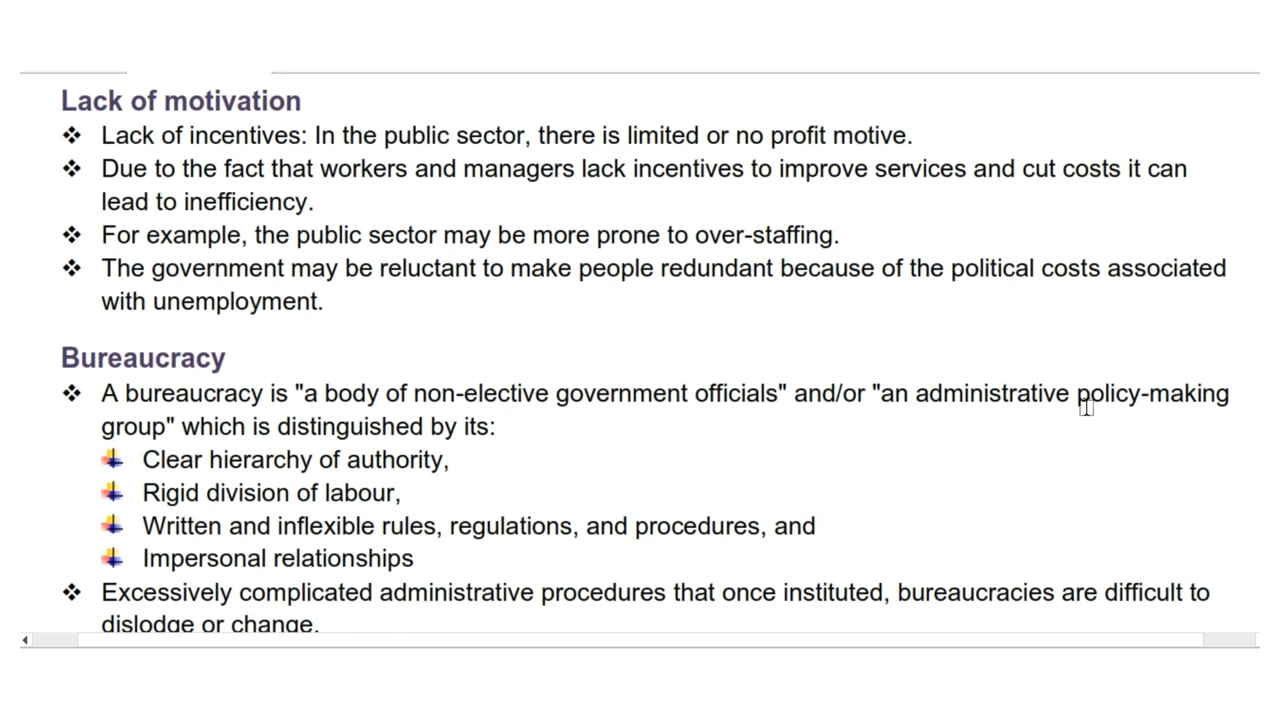 Lack of motivation
❖ Lack of incentives: In the public sector, there is limited or no profit motive.
❖ Due to the fact that workers and managers lack incentives to improve services and cut costs it can
lead to inefficiency.
❖ For example, the public sector may be more prone to over-staffing.
❖ The government may be reluctant to make people redundant because of the political costs associated
with unemployment.
Bureaucracy
❖ A bureaucracy is "a body of non-elective government officials" and/or "an administrative policy-making
group" which is distinguished by its:
Clear hierarchy of authority,
Rigid division of labour,
Written and inflexible rules, regulations, and procedures, and
Impersonal relationships
❖ Excessively complicated administrative procedures that once instituted, bureaucracies are difficult to
dislodge or change.